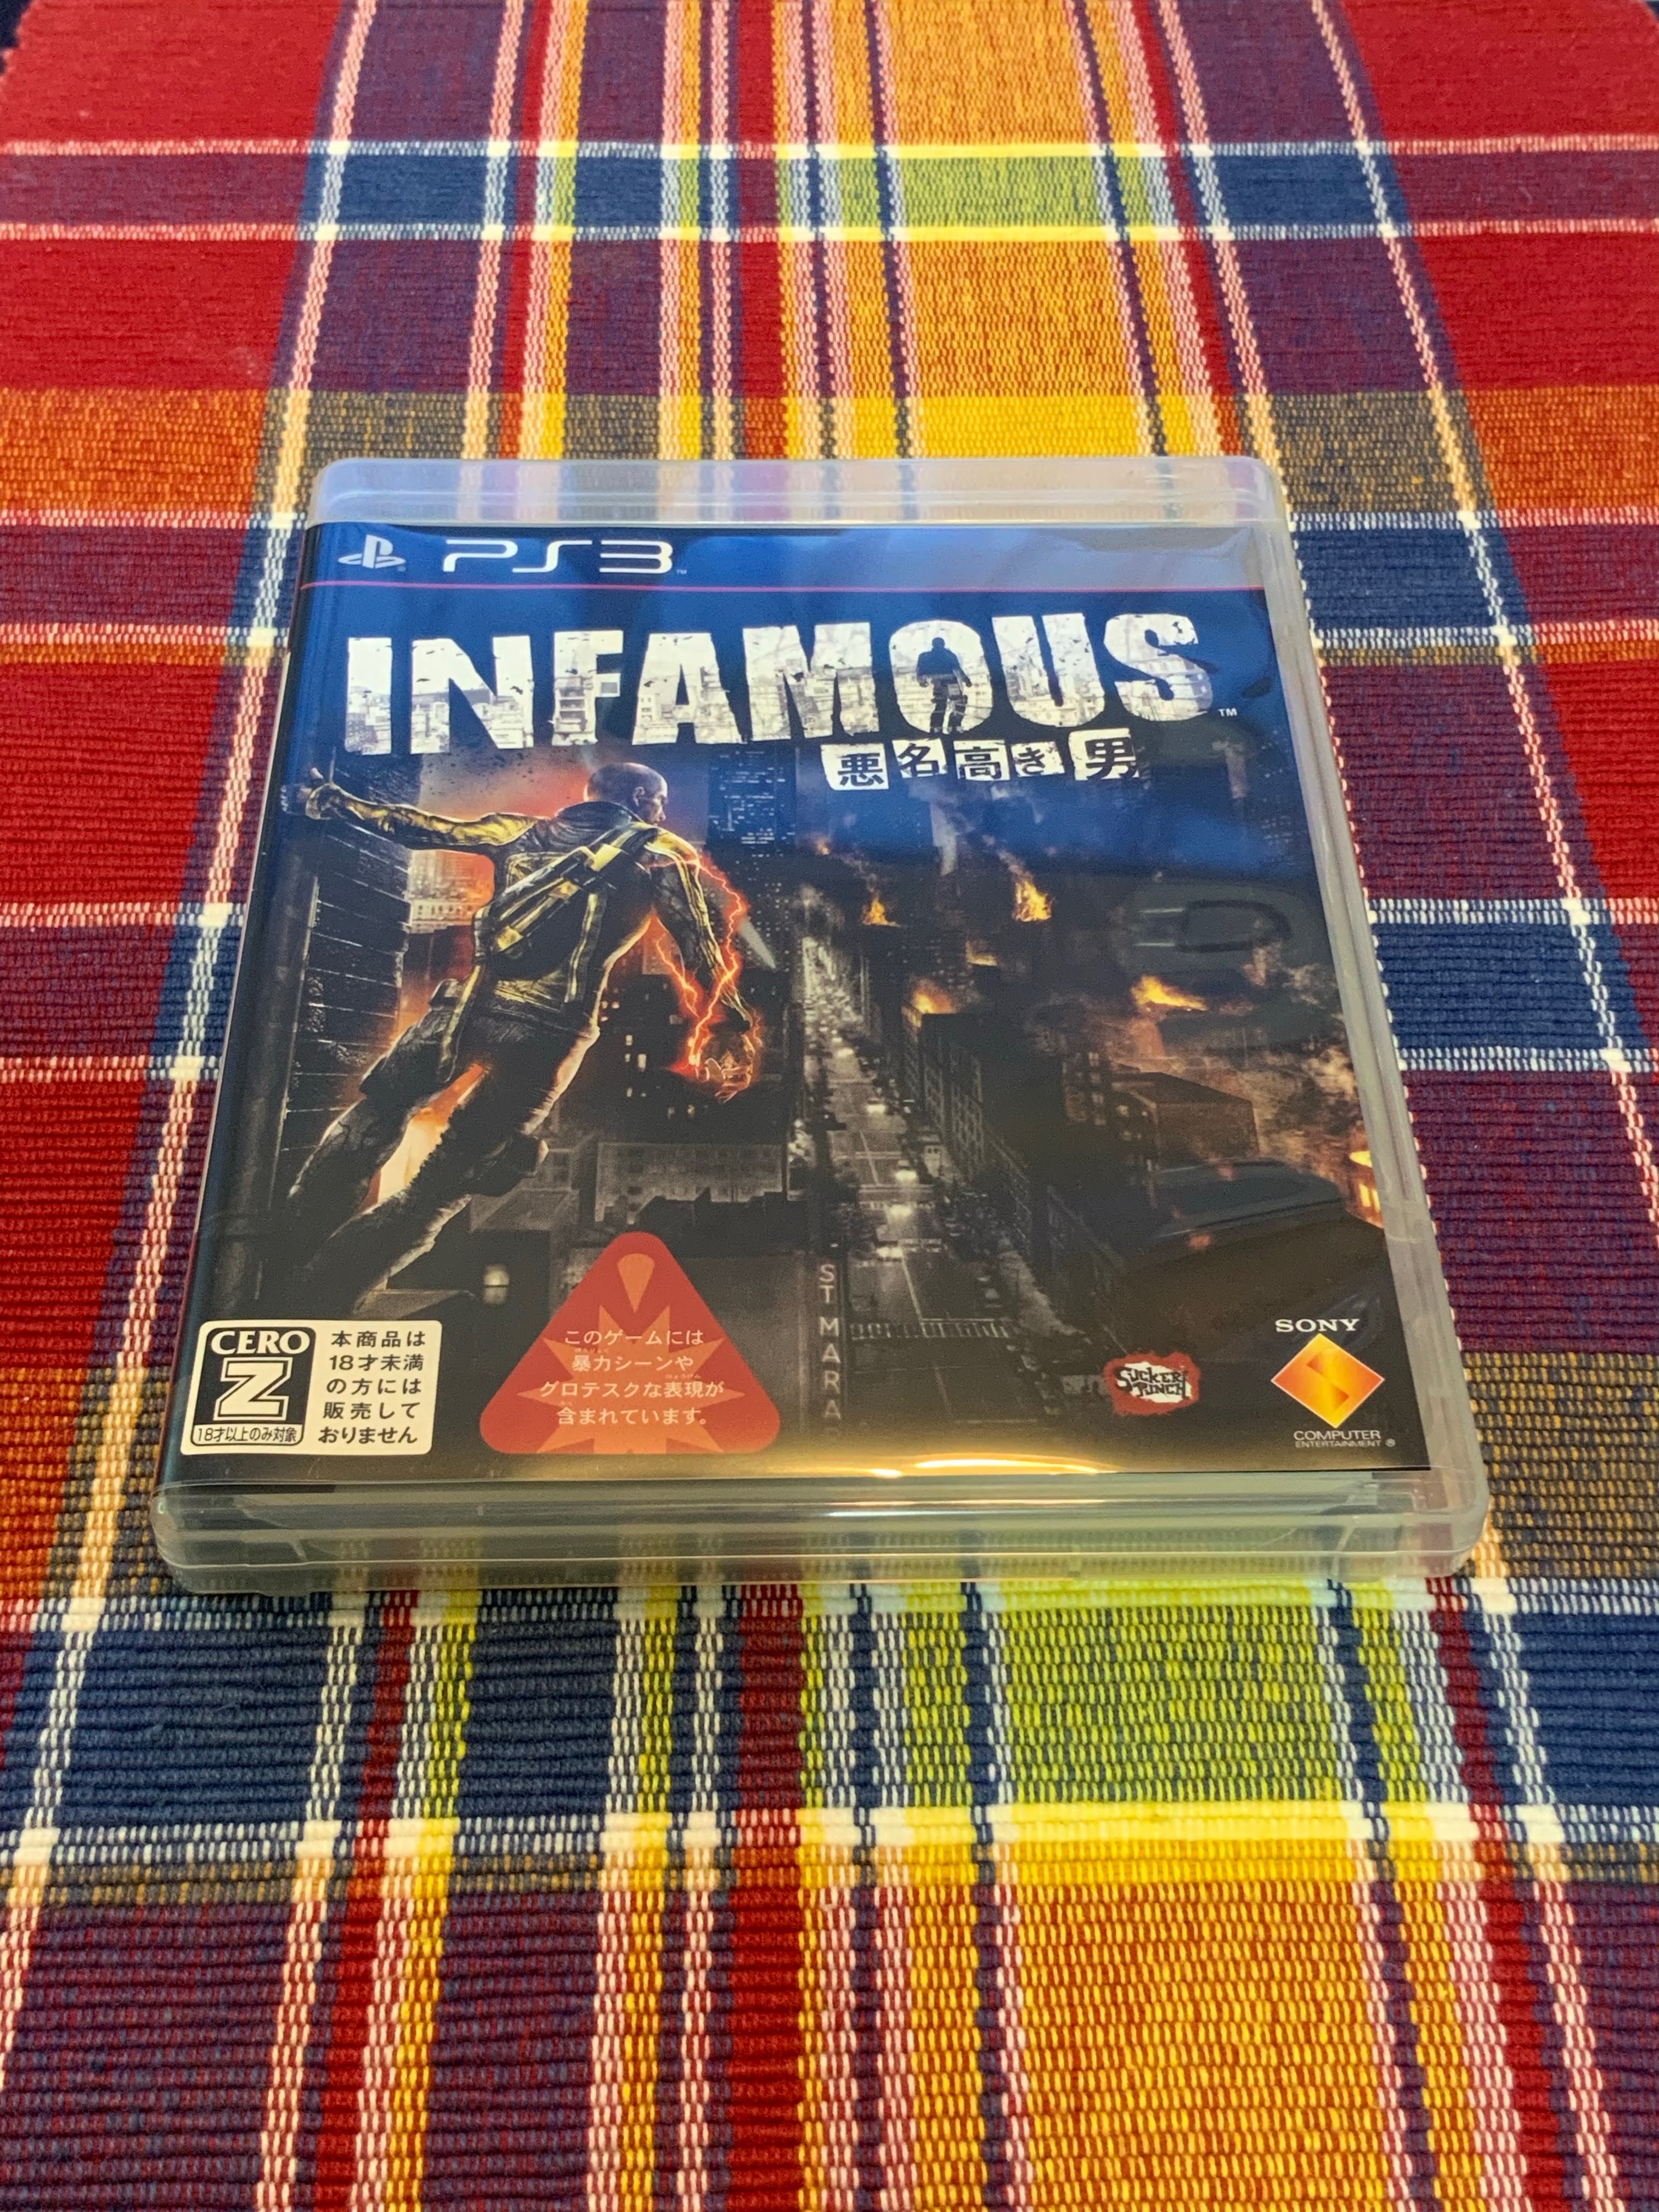 PS3™
INFAMOUS™
悪名高き男
CERO
Z
18才以上のみ対象
本商品は
18才未満
の方には
販売して
おりません
このゲームには
暴力シーンや
グロテスクな表現が
含まれています。
ST MARA
SUCKER
PUNCH
SONY
COMPUTER
ENTERTAINMENT®